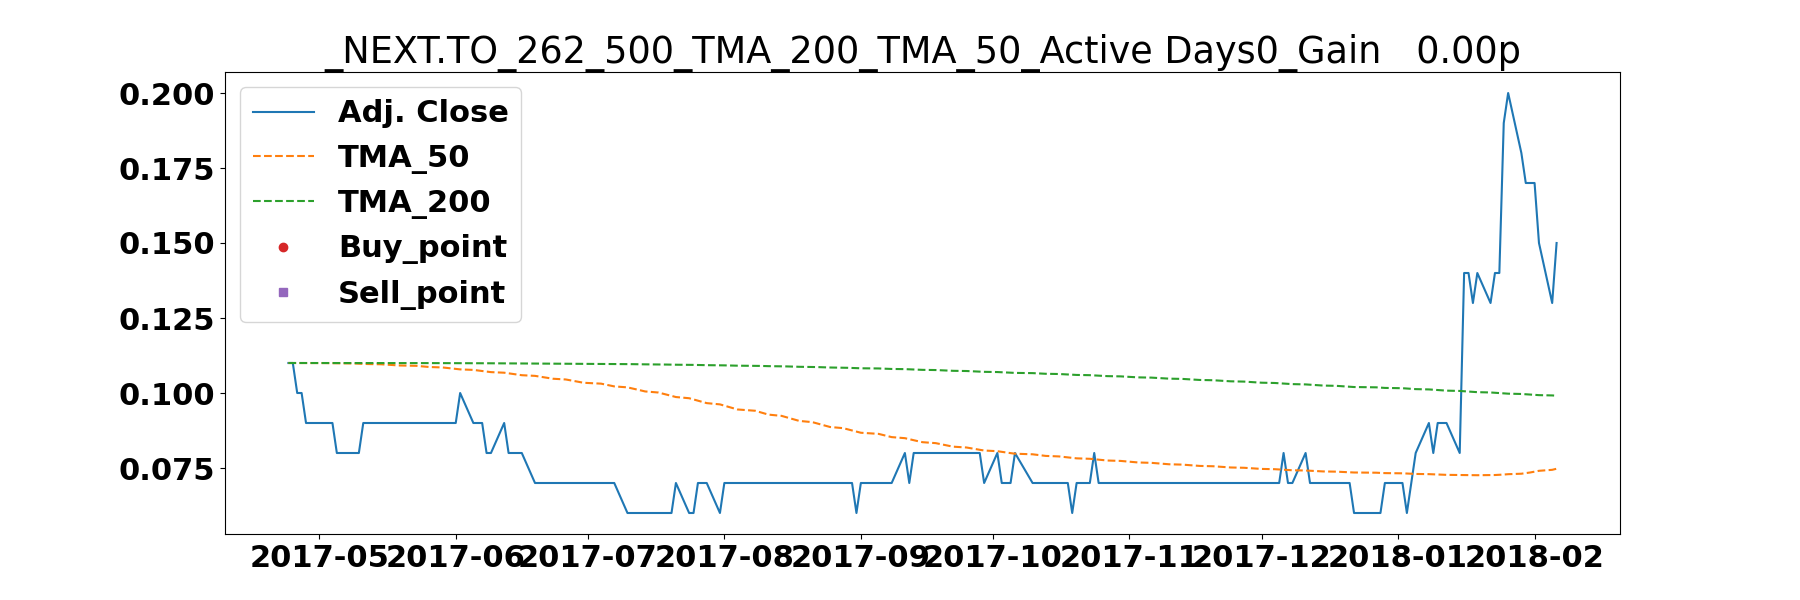 _NEXT.TO_262_500_TMA_200_TMA_50_Active Days0_Gain   0.00p
0.200
0.175
0.150
0.125
0.100
0.075
Adj. Close
TMA_50
TMA_200
Buy_point
Sell_point
2017-05 2017-06 2017-07 2017-08 2017-09 2017-10 2017-11 2017-12 2018-01 2018-02